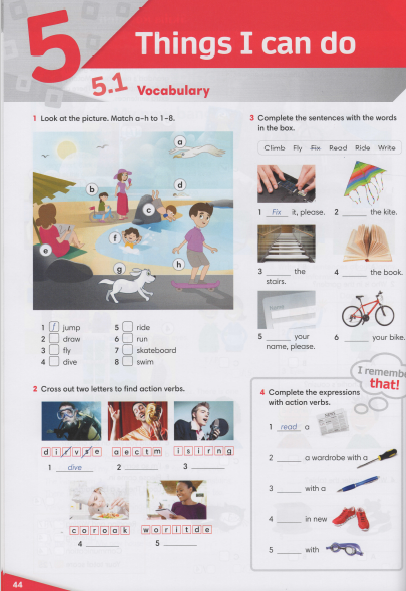 5
Things I can do
5.1 Vocabulary
1 Look at the picture. Match a–h to 1–8.
a
b
c
d
e
f
g
h
1 f jump
2 draw
3 fly
4 dive
5 ride
6 run
7 skateboard
8 swim
2 Cross out two letters to find action verbs.
d i r v s e
1 dive
a e c t m
2
i s i r n g
3
c o r o a k
4
w o r i t d e
5
3 Complete the sentences with the words
in the box.
Climb Fly Fix Read Ride Write
1 Fix it, please.
2 ______ the kite.
3 ______ the
stairs.
4 ______ the book.
5 ______ your
name, please.
6 ______ your bike.
I remember
that!
4 Complete the expressions
with action verbs.
1 read a
2 ______ a wardrobe with a
3 ______ with a
4 ______ in new
5 ______ with
44